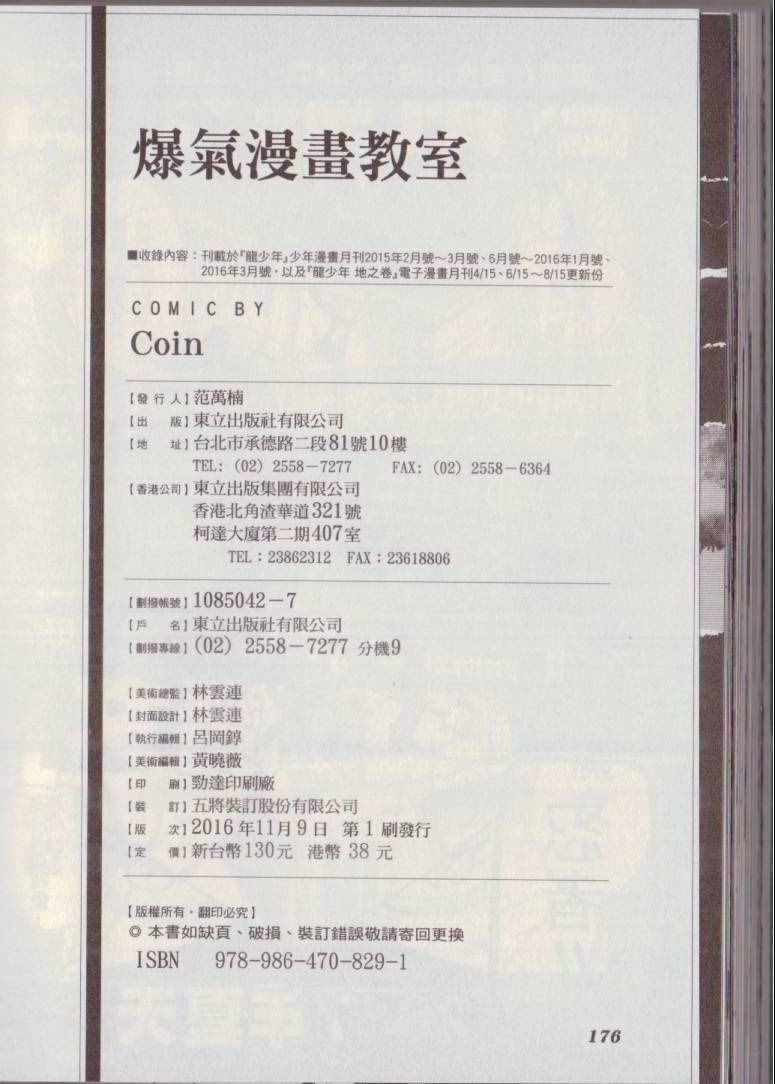 爆氣漫畫教室
■收錄內容：刊載於『龍少年』少年漫畫月刊2015年2月號～3月號、6月號～2016年1月號、
2016年3月號，以及『龍少年 地之卷』電子漫畫月刊4/15、6/15～8/15更新份
COMIC BY
Coin
【發行人】范萬楠
【出　版】東立出版社有限公司
【地　址】台北市承德路二段81號10樓
TEL: (02) 2558－7277　FAX: (02) 2558－6364
【香港公司】東立出版集團有限公司
香港北角渣華道321號
柯達大廈第二期407室
TEL：23862312　FAX：23618806
【劃撥帳號】1085042－7
【戶　名】東立出版社有限公司
【劃撥專線】(02) 2558－7277 分機9
【美術總監】林雲連
【封面設計】林雲連
【執行編輯】呂岡錞
【美術編輯】黃曉薇
【印　刷】勁達印刷廠
【裝　訂】五將裝訂股份有限公司
【版　次】2016年11月9日 第1刷發行
【定　價】新台幣130元 港幣 38 元
【版權所有・翻印必究】
◎ 本書如缺頁、破損、裝訂錯誤敬請寄回更換
ISBN 978-986-470-829-1
176